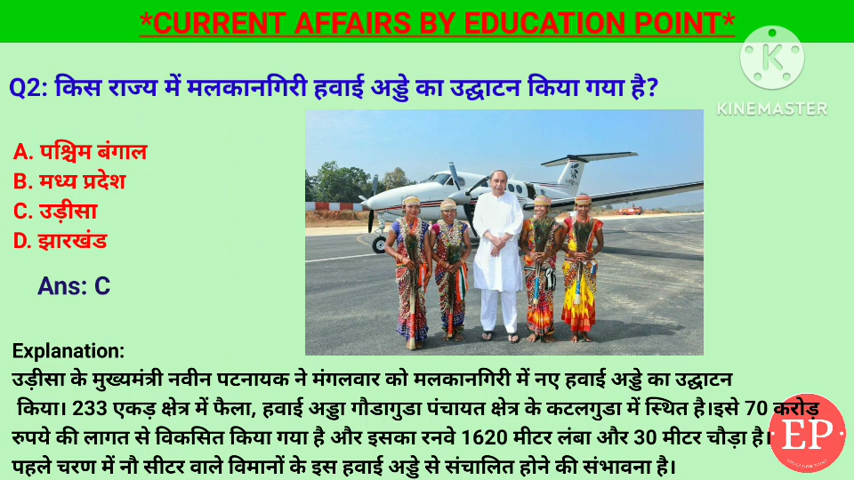 *CURRENT AFFAIRS BY EDUCATION POINT*
KINEMASTER
Q2: किस राज्य में मलकानगिरी हवाई अड्डे का उद्घाटन किया गया है?
A. पश्चिम बंगाल
B. मध्य प्रदेश
C. उड़ीसा
D. झारखंड
Ans: C
Explanation:
उड़ीसा के मुख्यमंत्री नवीन पटनायक ने मंगलवार को मलकानगिरी में नए हवाई अड्डे का उद्घाटन
किया। 233 एकड़ क्षेत्र में फैला, हवाई अड्डा गौडागुडा पंचायत क्षेत्र के कटलगुडा में स्थित है।इसे 70 करोड़
रुपये की लागत से विकसित किया गया है और इसका रनवे 1620 मीटर लंबा और 30 मीटर चौड़ा है।
पहले चरण में नौ सीटर वाले विमानों के इस हवाई अड्डे से संचालित होने की संभावना है।
EP